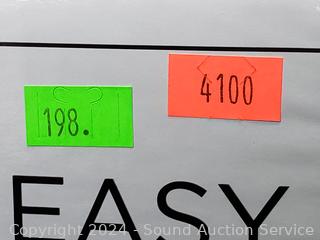 4100
198.
EASY
Copyright 2024 - Sound Auction Service